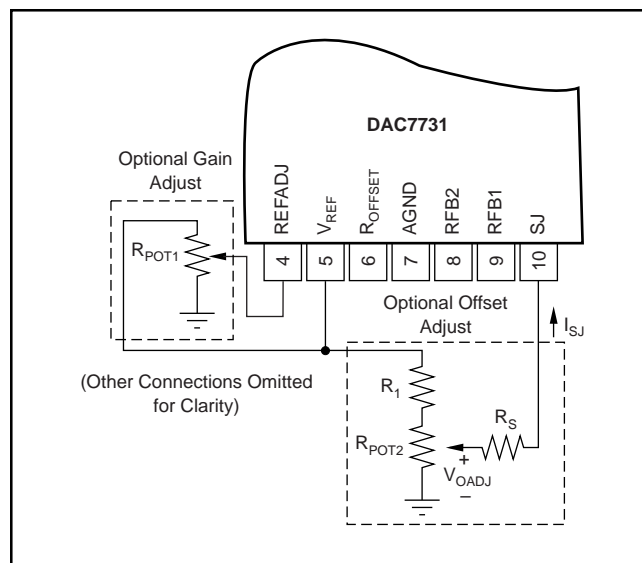 DAC7731
Optional Gain
Adjust
REFADJ
VREF
ROFFSET
AGND
RFB2
RFB1
SJ
4
5
6
7
8
9
10
RPOT1
Optional Offset
Adjust
ISJ
(Other Connections Omitted
for Clarity)
R1
RS
RPOT2
+
VOADJ
–